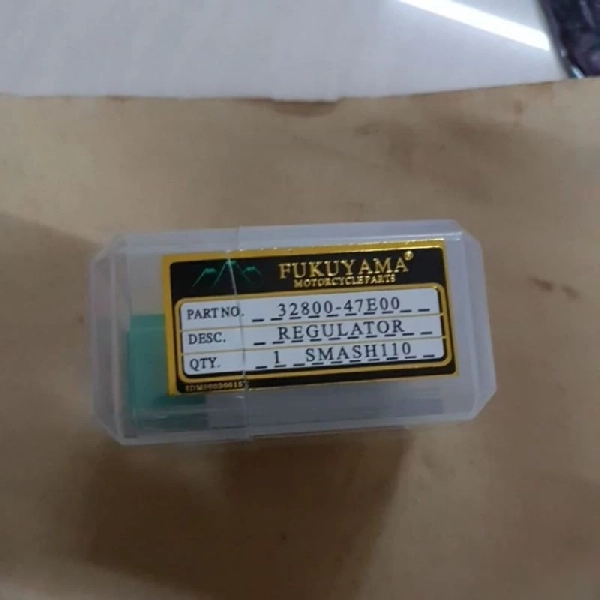 FUKUYAMA®
MOTORCYCLE PARTS
PART NO. 32800-47E00
DESC. REGULATOR
QTY. 1 SMASH110